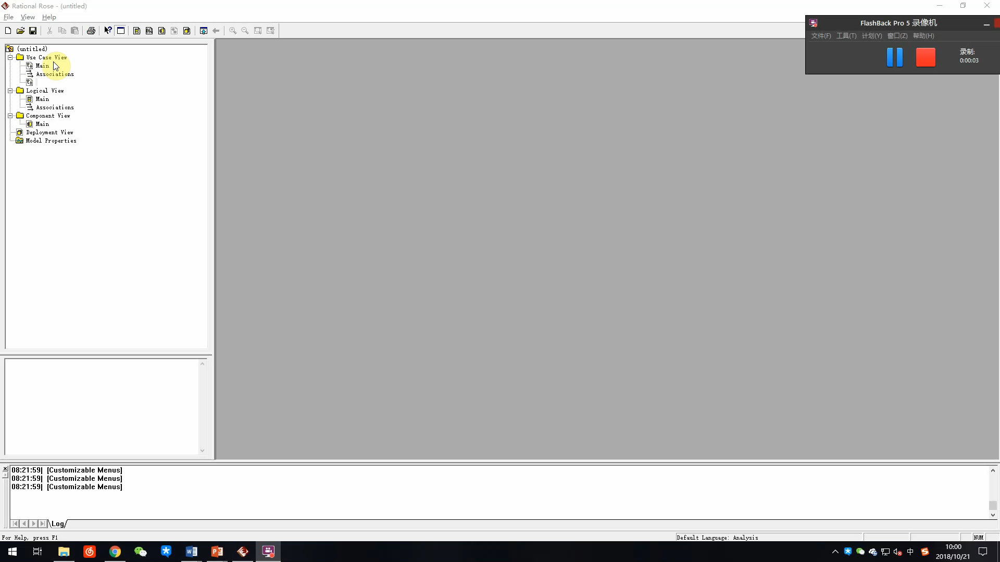 Rational Rose - (untitled)
File View Help
FlashBack Pro 5 录像机
文件(F) 工具(T) 计划(Y) 窗口(Z) 帮助(H)
录制:
0:00:03
(untitled)
Use Case View
Main
Associations
Logical View
Main
Associations
Component View
Main
Deployment View
Model Properties
08:21:59| [Customizable Menus]
08:21:59| [Customizable Menus]
08:21:59| [Customizable Menus]
Log
For Help, press F1
Default Language: Analysis
NUM
中
10:00
2018/10/21